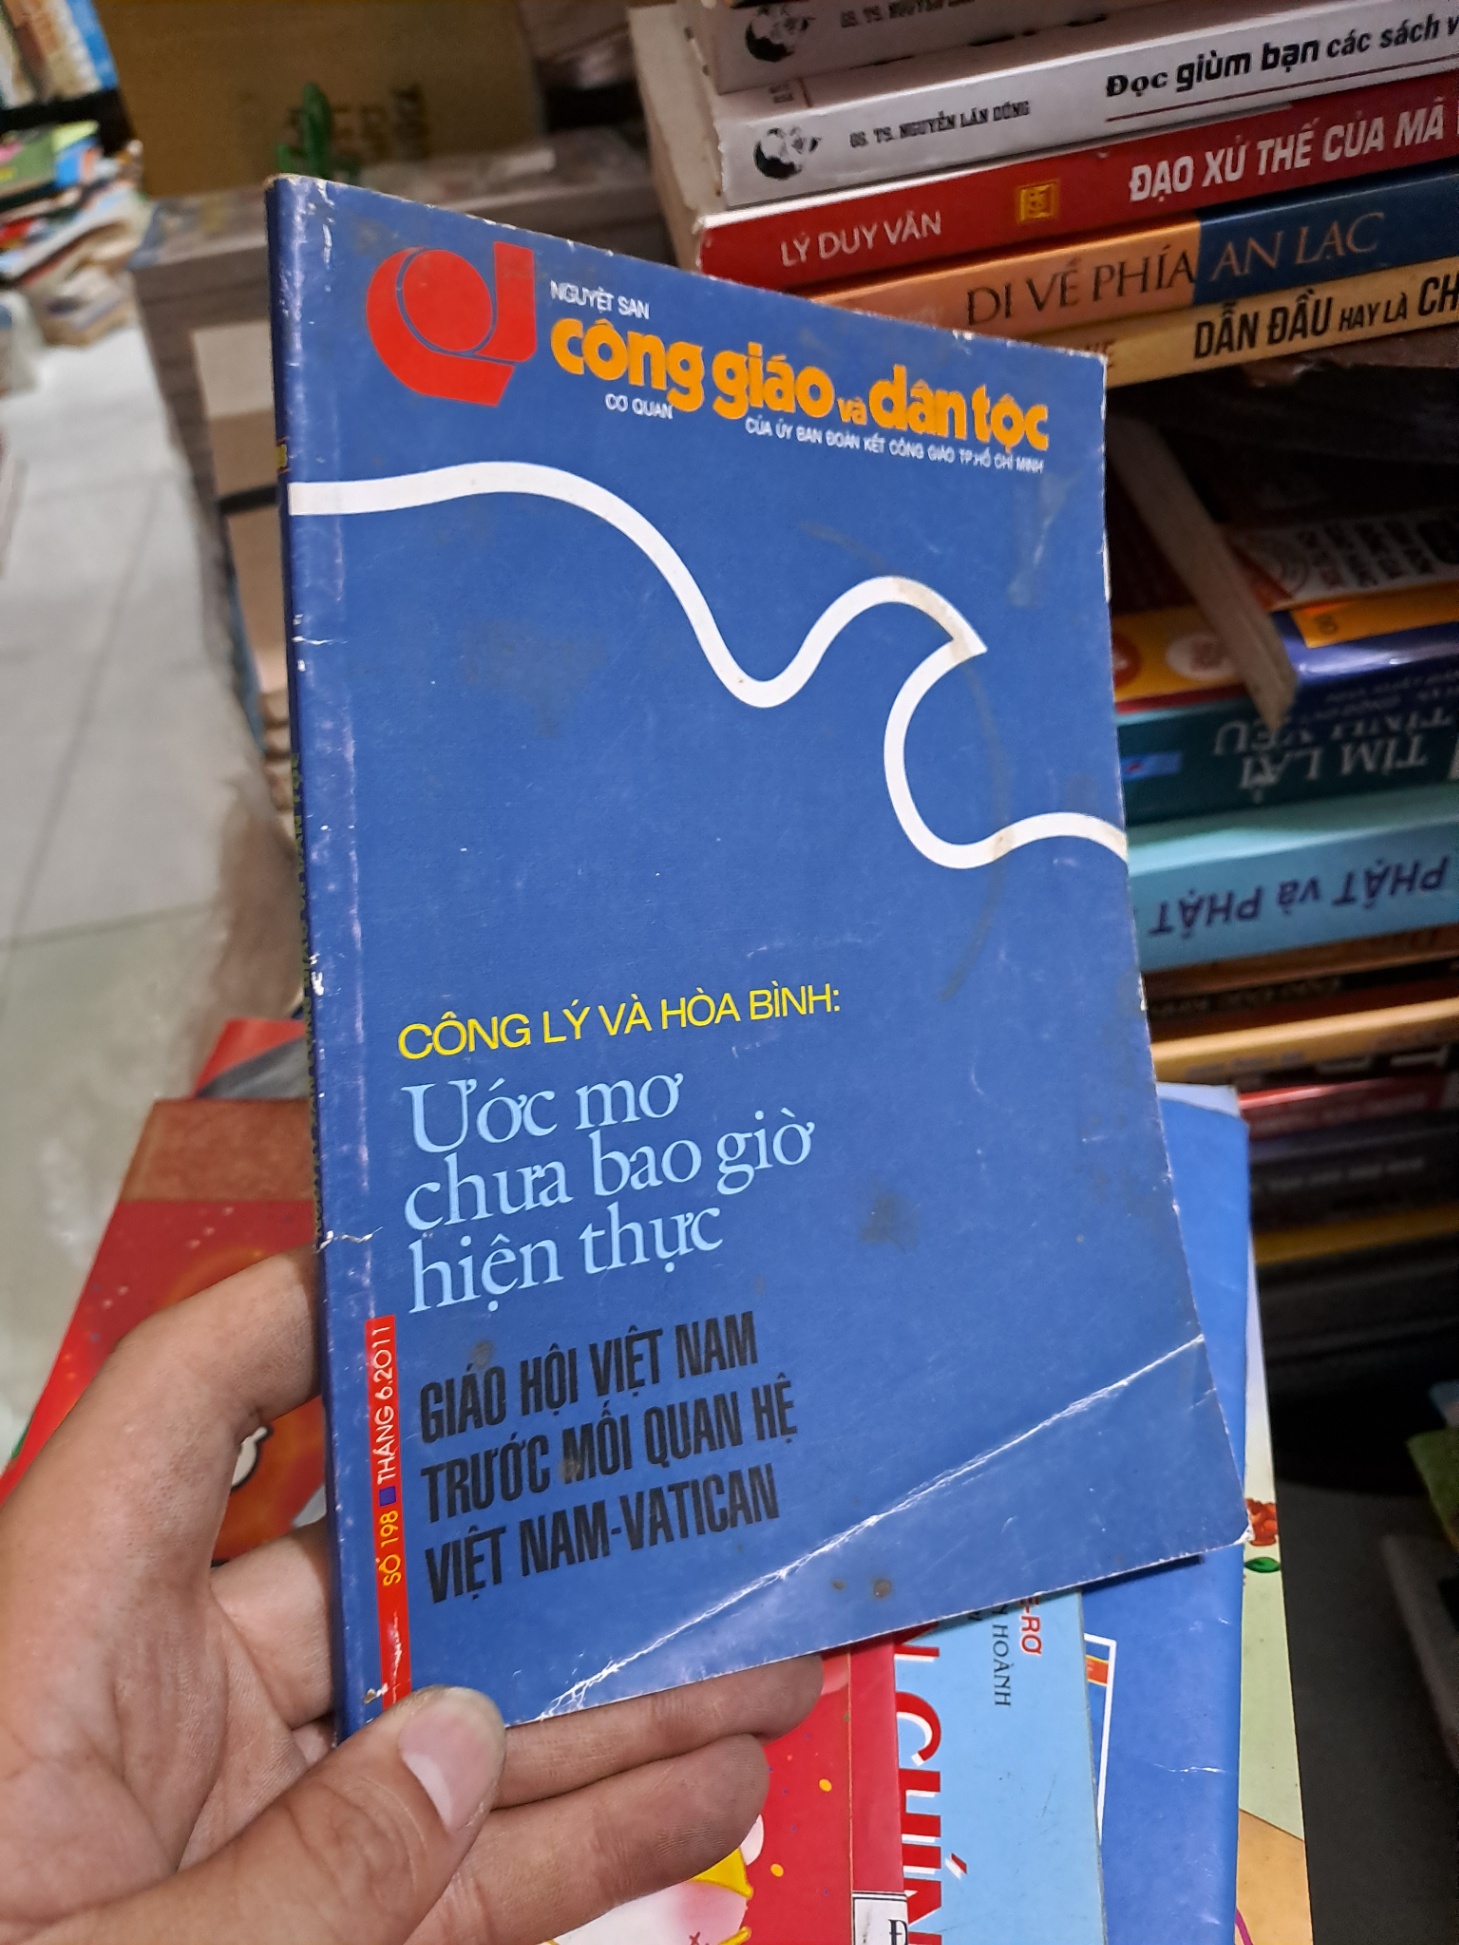 NGUYỆT SAN
công giáo và dân tộc
CƠ QUAN
CỦA ỦY BAN ĐOÀN KẾT CÔNG GIÁO TP.HỒ CHÍ MINH
CÔNG LÝ VÀ HÒA BÌNH:
Ước mơ
chưa bao giờ
hiện thực
GIÁO HỘI VIỆT NAM
TRƯỚC MỐI QUAN HỆ
VIỆT NAM-VATICAN
SỐ 198 ■ THÁNG 6.2011
GS. TS. NGUYỄN LÂN DŨNG
Đọc giùm bạn các sách
LÝ DUY VĂN
ĐẠO XỬ THẾ CỦA MÃ
ĐI VỀ PHÍA AN LẠC
DẪN ĐẦU HAY LÀ
TÌM LẠI
PHẬT và PHẬT
HOÀNH